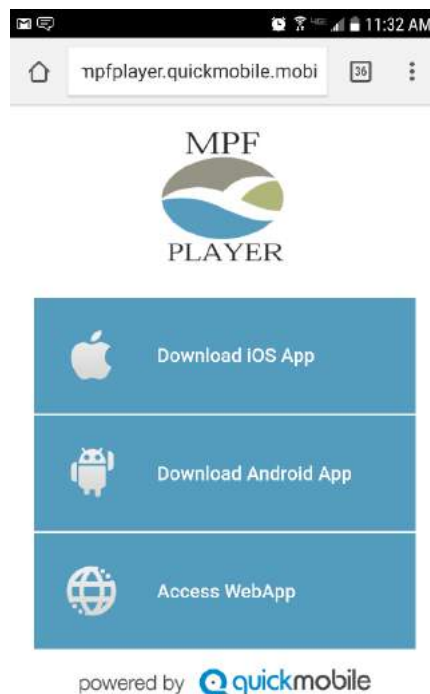 11:32 AM
mpfplayer.quickmobile.mobi
36
MPF
PLAYER
Download iOS App
Download Android App
Access WebApp
powered by quickmobile